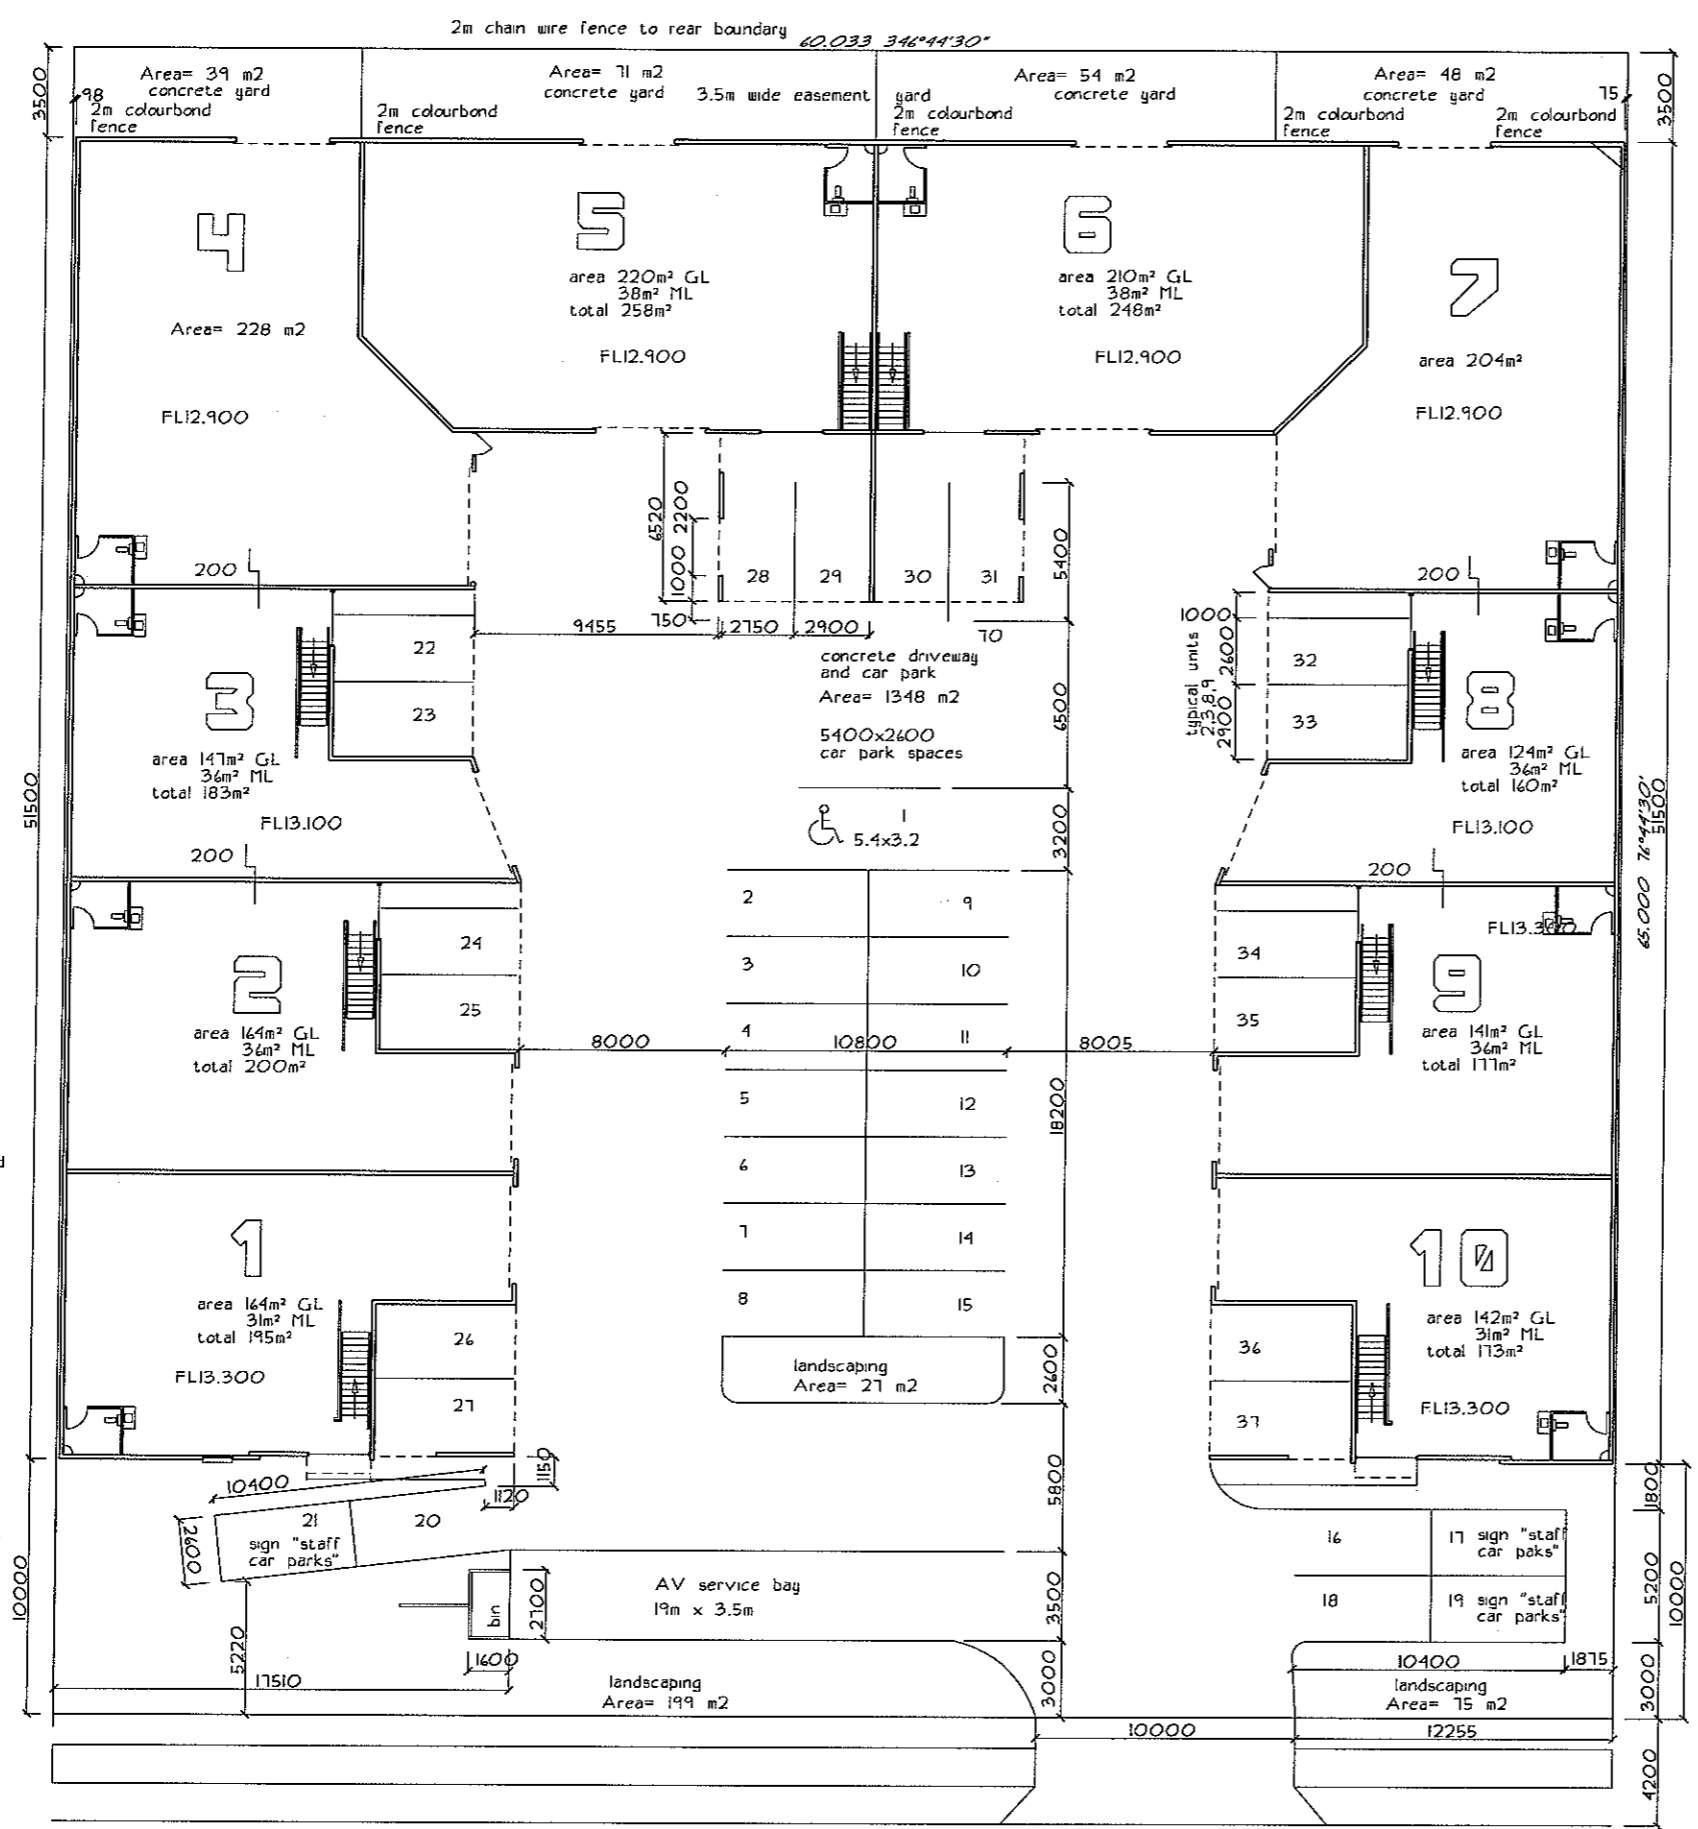 2m chain wire fence to rear boundary
60.033 346°44'30"
3500
98
Area= 39 m2
concrete yard
2m colourbond
fence
Area= 71 m2
concrete yard
2m colourbond
fence
3.5m wide easement
yard
Area= 54 m2
concrete yard
2m colourbond
fence
Area= 48 m2
concrete yard
2m colourbond
fence
75
2m colourbond
fence
3500
4
Area= 228 m2
FL12.900
5
area 220m² GL
38m² ML
total 258m²
FL12.900
6
area 210m² GL
38m² ML
total 248m²
FL12.900
7
area 204m²
FL12.900
6520
2200
1000
750
28
29
30
31
5400
9455
2750
2900
70
200
200
22
23
3
area 147m² GL
36m² ML
total 183m²
FL13.100
concrete driveway
and car park
Area= 1348 m2
5400x2600
car park spaces
6500
1000
2600
2900
typical units
2,3,8,9
32
33
8
area 124m² GL
36m² ML
total 160m²
FL13.100
51500
51500
65.000 76°44'30"
1
5.4x3.2
3200
200
200
2
area 164m² GL
36m² ML
total 200m²
24
25
2
3
4
5
6
7
8
9
10
11
12
13
14
15
8000
10800
8005
18200
34
35
FL13.300
9
area 141m² GL
36m² ML
total 177m²
1
area 164m² GL
31m² ML
total 195m²
FL13.300
26
27
landscaping
Area= 27 m2
2600
36
37
10
area 142m² GL
31m² ML
total 173m²
FL13.300
10400
1150
1120
2600
21
20
sign "staff
car parks"
5800
1800
16
17 sign "staff
car paks"
18
19 sign "staff
car parks"
5200
10000
10000
AV service bay
19m x 3.5m
bin
2700
3500
5220
1600
17510
landscaping
Area= 199 m2
3000
10400
1875
3000
landscaping
Area= 75 m2
10000
12255
4200